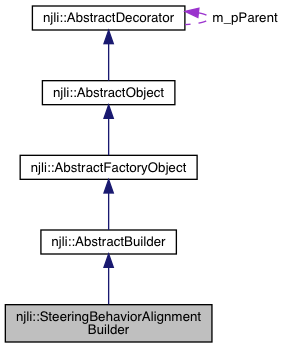 njli::AbstractDecorator
m_pParent
njli::AbstractObject
njli::AbstractFactoryObject
njli::AbstractBuilder
njli::SteeringBehaviorAlignment
Builder